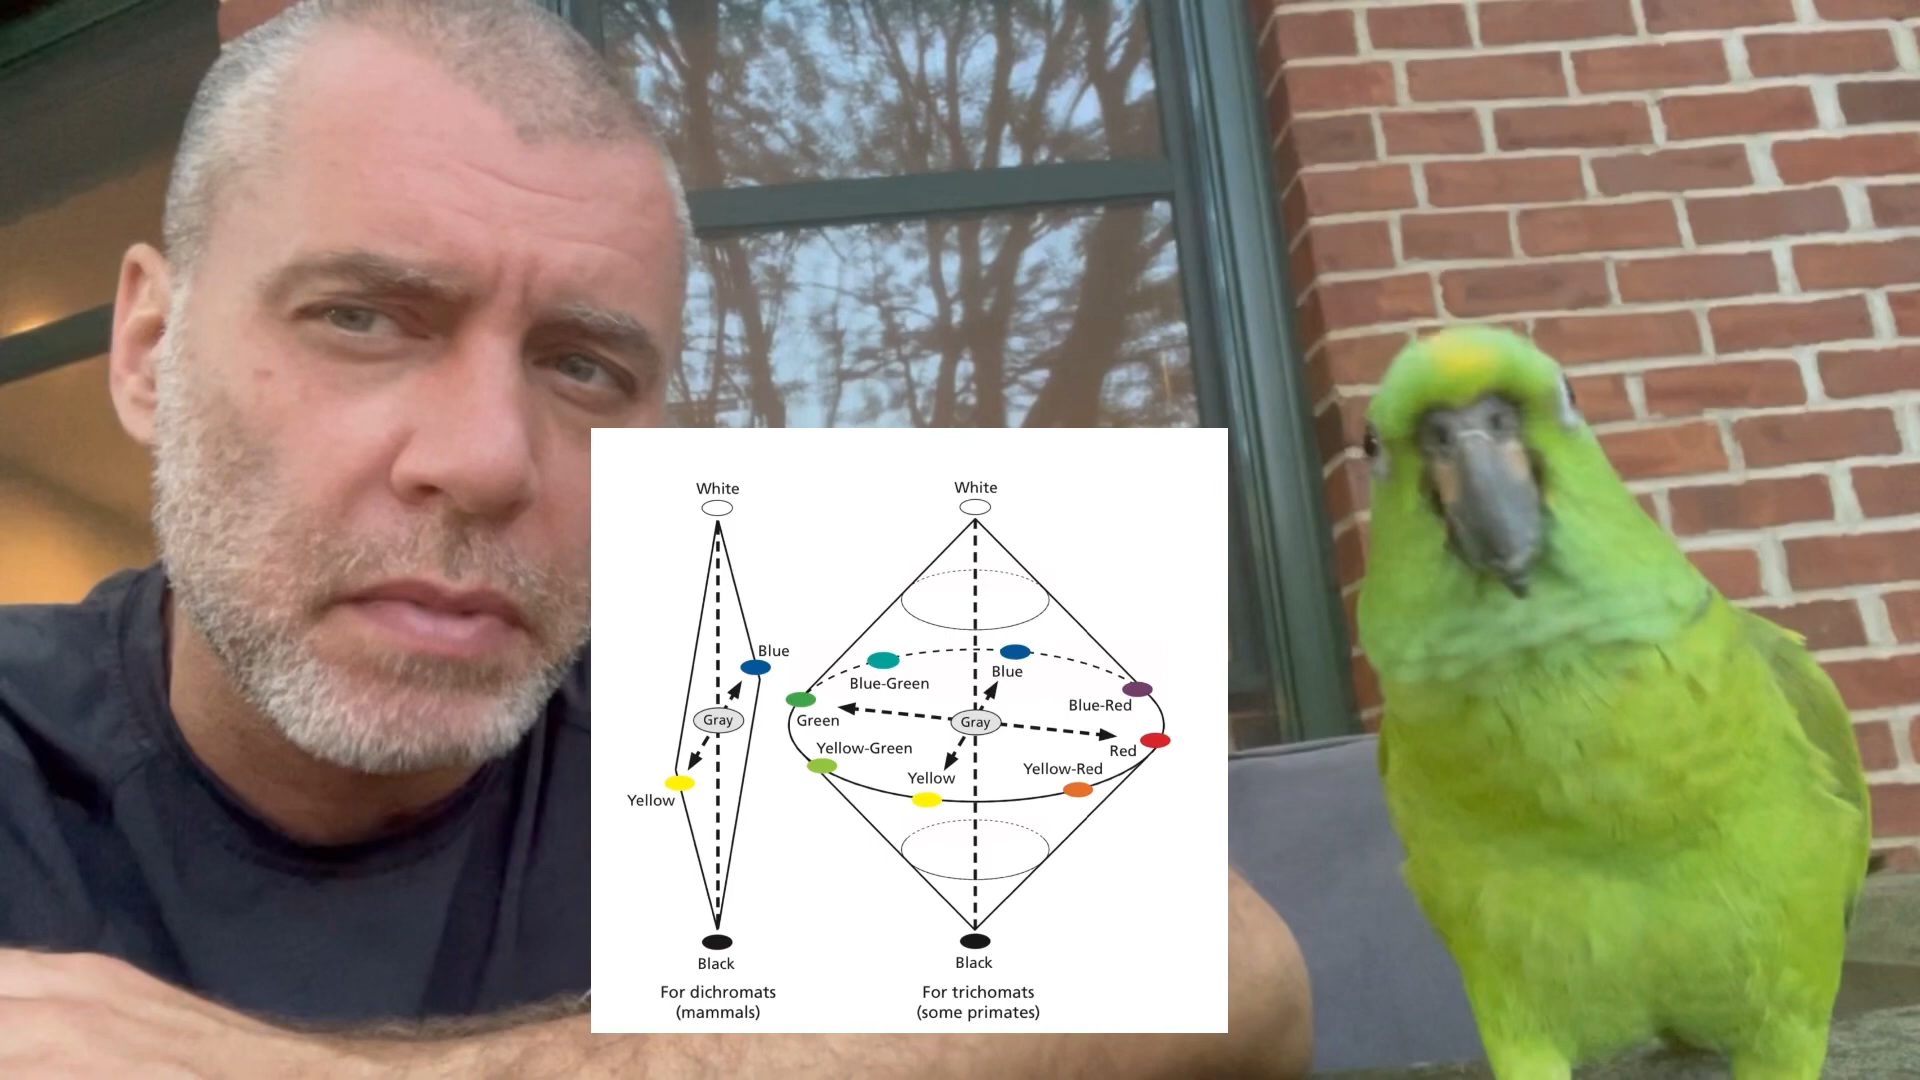 White
White
Blue
Blue-Green
Blue
Blue-Red
Gray
Green
Gray
Red
Yellow-Green
Yellow
Yellow
Yellow-Red
Black
Black
For dichromats
(mammals)
For trichomats
(some primates)